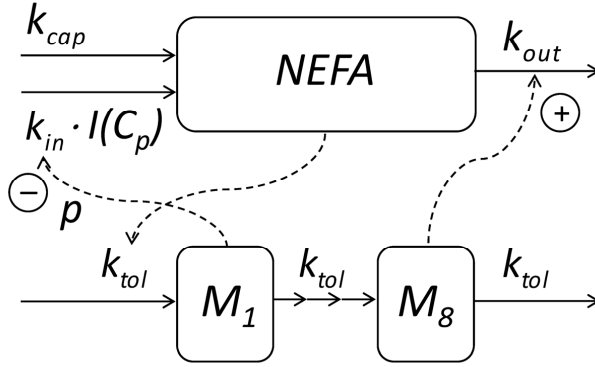 k_cap
NEFA
k_out
k_in · I(C_p)
+
−
p
k_tol
k_tol
k_tol
M_1
M_8